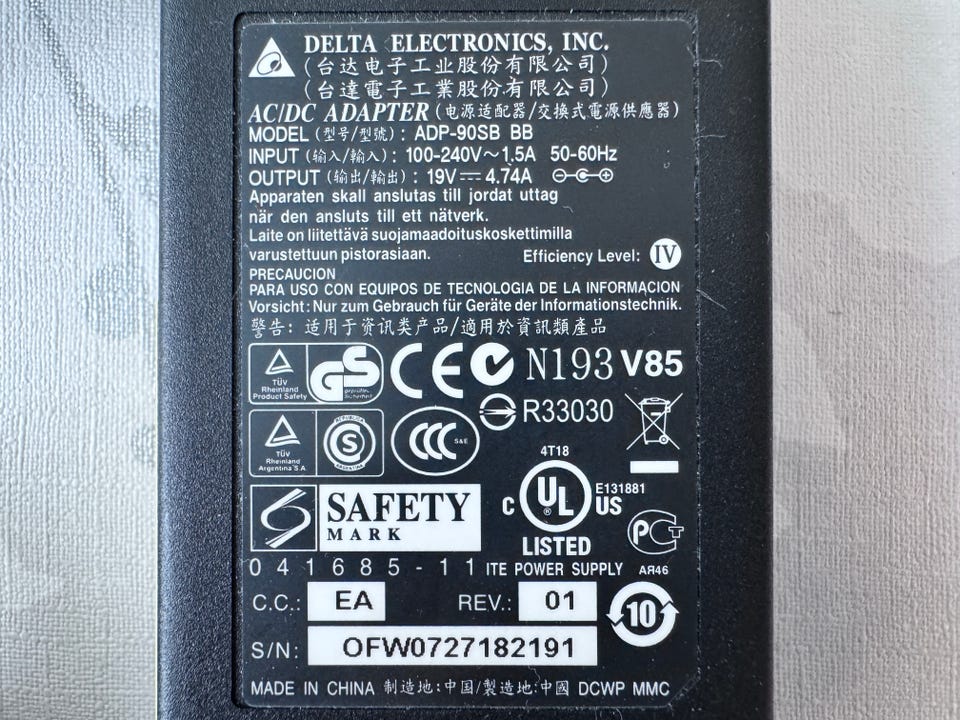 DELTA ELECTRONICS, INC.
(台达电子工业股份有限公司)
(台達電子工業股份有限公司)
AC/DC ADAPTER (电源适配器/交换式電源供應器)
MODEL (型号/型號) : ADP-90SB BB
INPUT (输入/輸入) : 100-240V~1.5A 50-60Hz
OUTPUT (输出/輸出) : 19V⎓4.74A
Apparaten skall anslutas till jordat uttag
när den ansluts till ett nätverk.
Laite on liitettävä suojamaadoituskoskettimilla
varustettuun pistorasiaan.
Efficiency Level: IV
PRECAUCION
PARA USO CON EQUIPOS DE TECNOLOGIA DE LA INFORMACION
Vorsicht: Nur zum Gebrauch für Geräte der Informationstechnik.
警告: 适用于资讯类产品/適用於資訊類產品
TÜV
Rheinland
Product Safety
GS
geprüfte
Sicherheit
CE
N193 V85
R33030
TÜV
Rheinland
Argentina S.A
REPUBLICA
S
ARGENTINA
CCC S&E
4T18
C UL ® US
E131881
LISTED
ITE POWER SUPPLY
PCT
АЯ46
SAFETY
MARK
041685-11
C.C.: EA REV.: 01
10
S/N: OFW0727182191
MADE IN CHINA 制造地:中国/製造地:中國 DCWP MMC